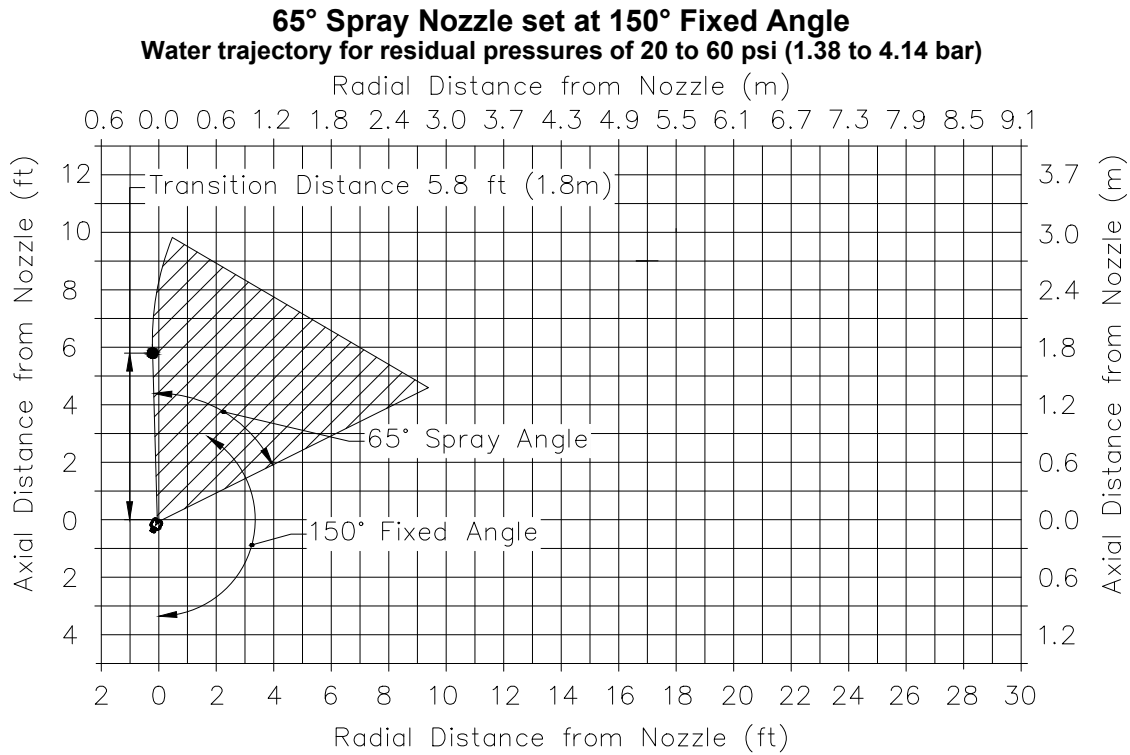 65° Spray Nozzle set at 150° Fixed Angle
Water trajectory for residual pressures of 20 to 60 psi (1.38 to 4.14 bar)
Radial Distance from Nozzle (m)
0.6 0.0 0.6 1.2 1.8 2.4 3.0 3.7 4.3 4.9 5.5 6.1 6.7 7.3 7.9 8.5 9.1
Axial Distance from Nozzle (ft)
12
10
8
6
4
2
0
2
4
Transition Distance 5.8 ft (1.8m)
65° Spray Angle
150° Fixed Angle
3.7
3.0
2.4
1.8
1.2
0.6
0.0
0.6
1.2
Axial Distance from Nozzle (m)
2 0 2 4 6 8 10 12 14 16 18 20 22 24 26 28 30
Radial Distance from Nozzle (ft)